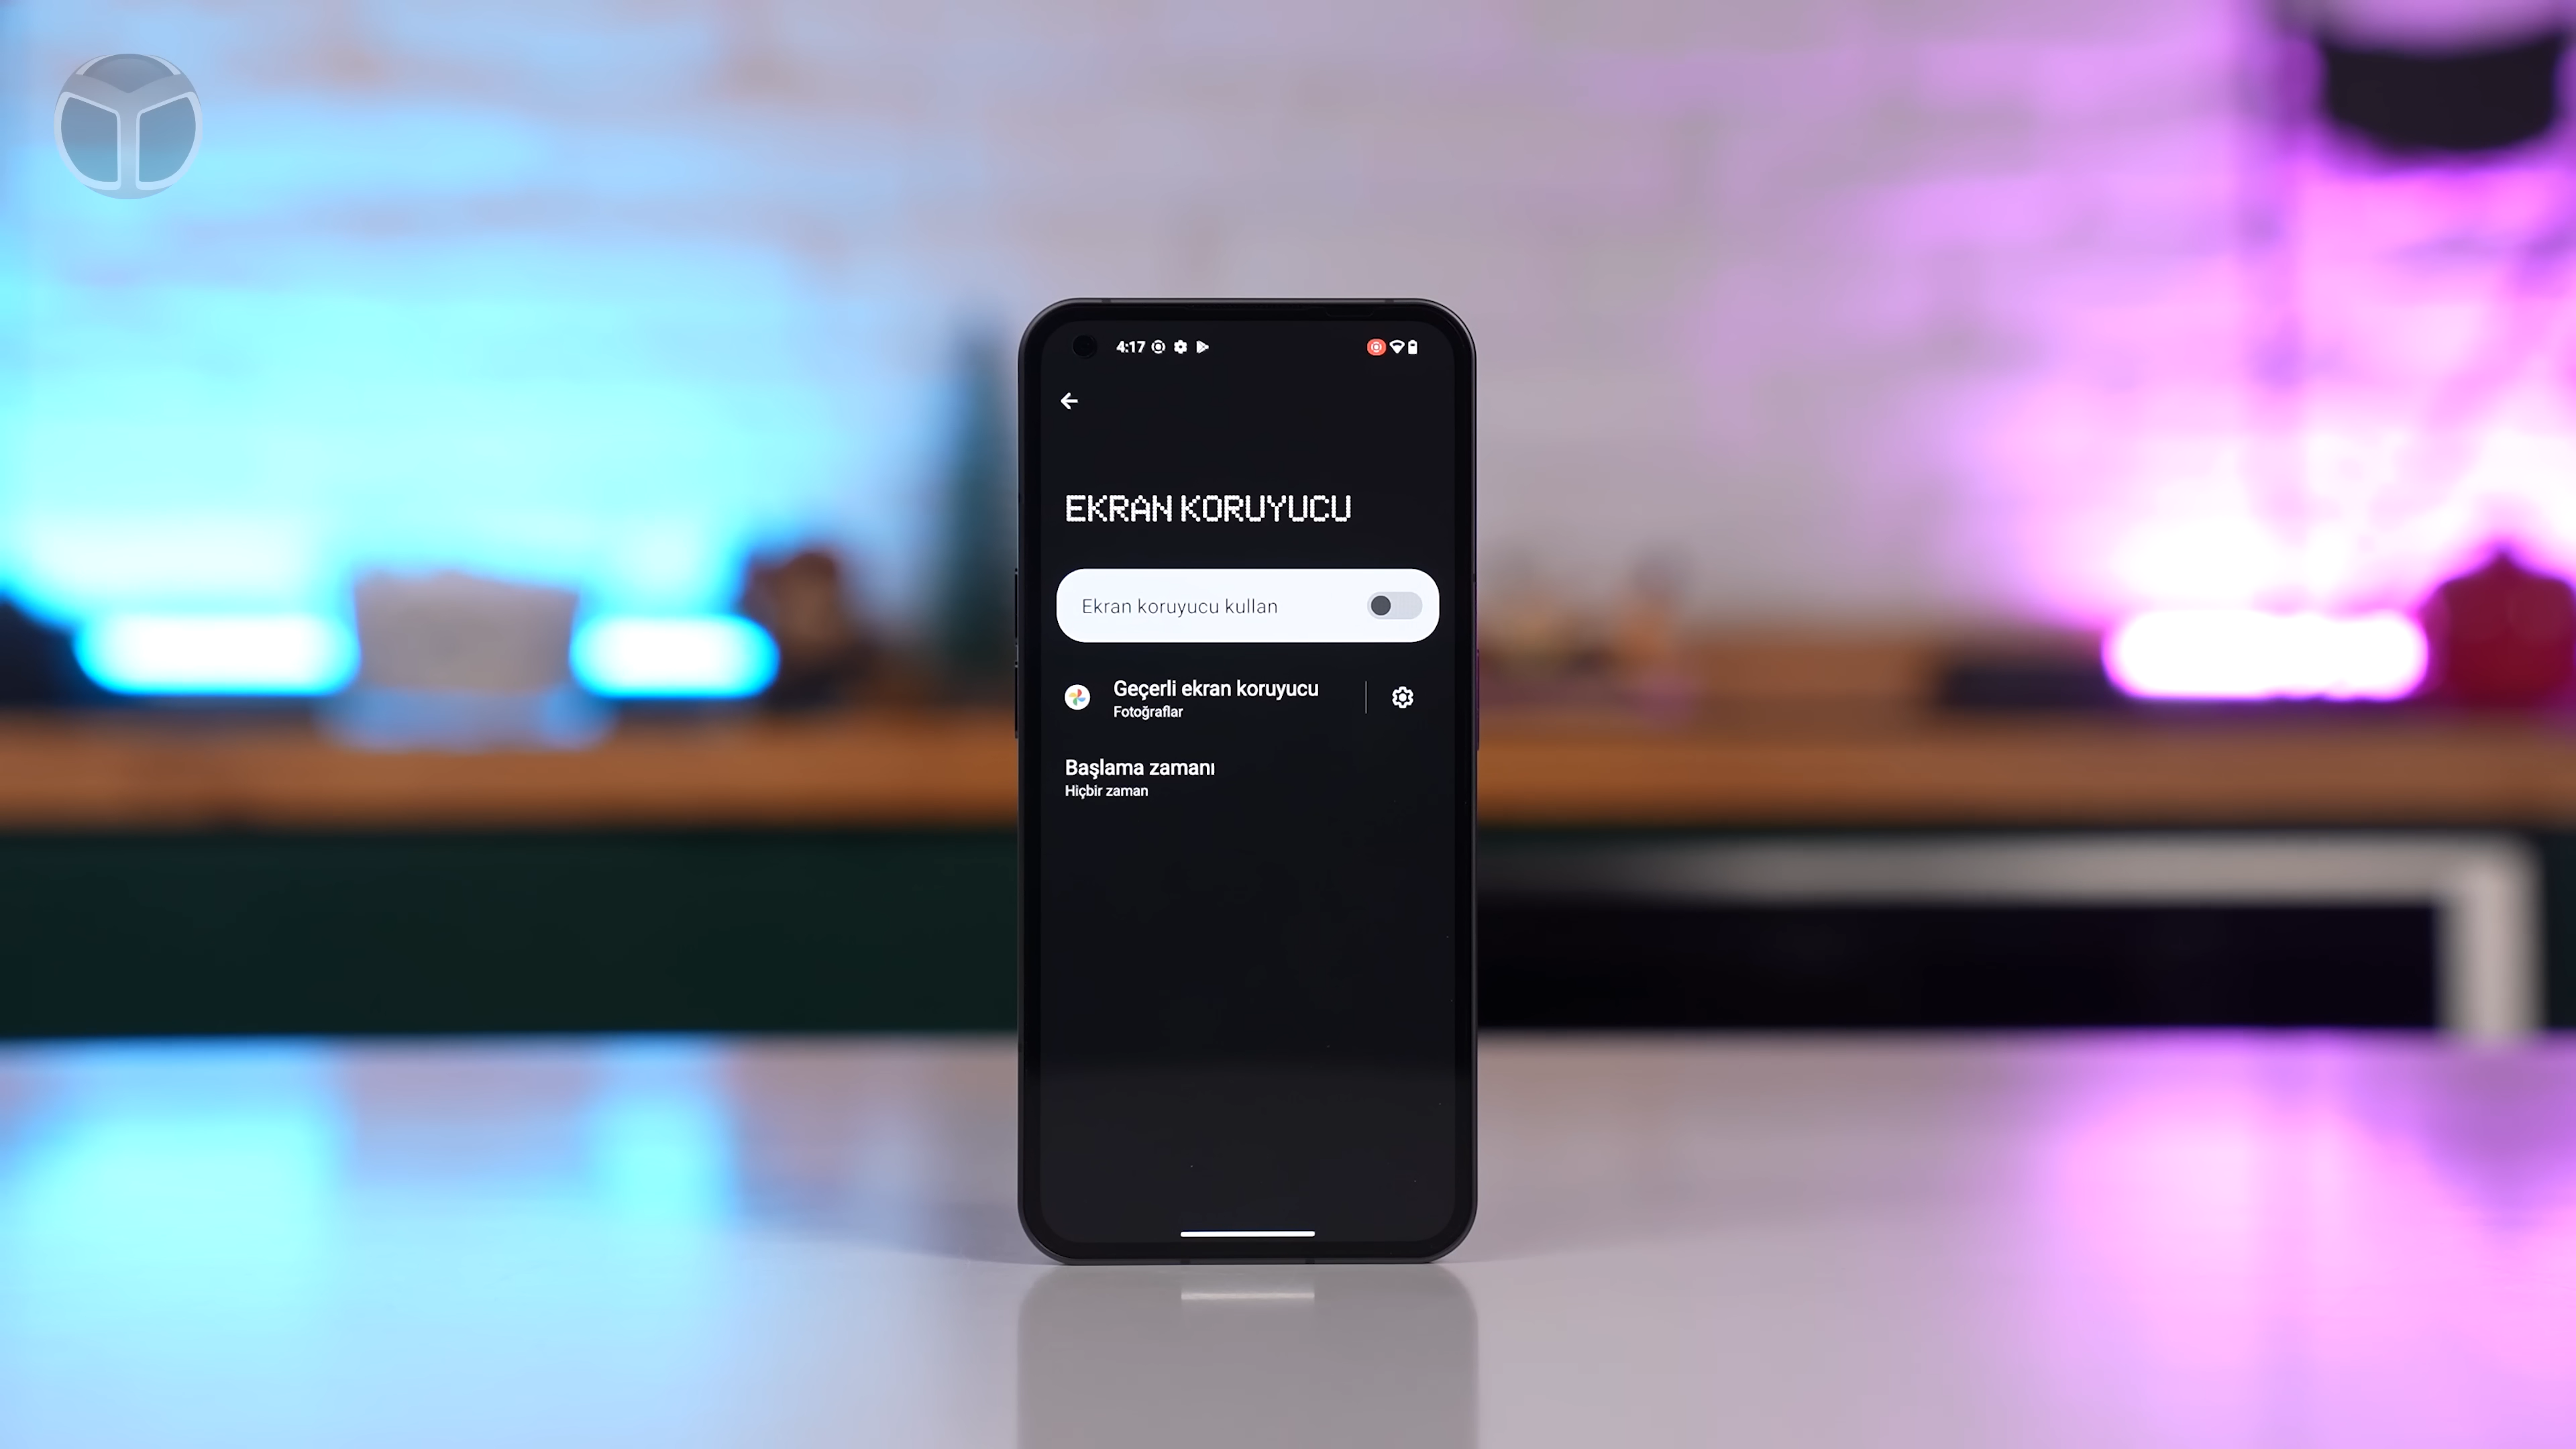 4:17
EKRAN KORUYUCU
Ekran koruyucu kullan
Geçerli ekran koruyucu
Fotoğraflar
Başlama zamanı
Hiçbir zaman